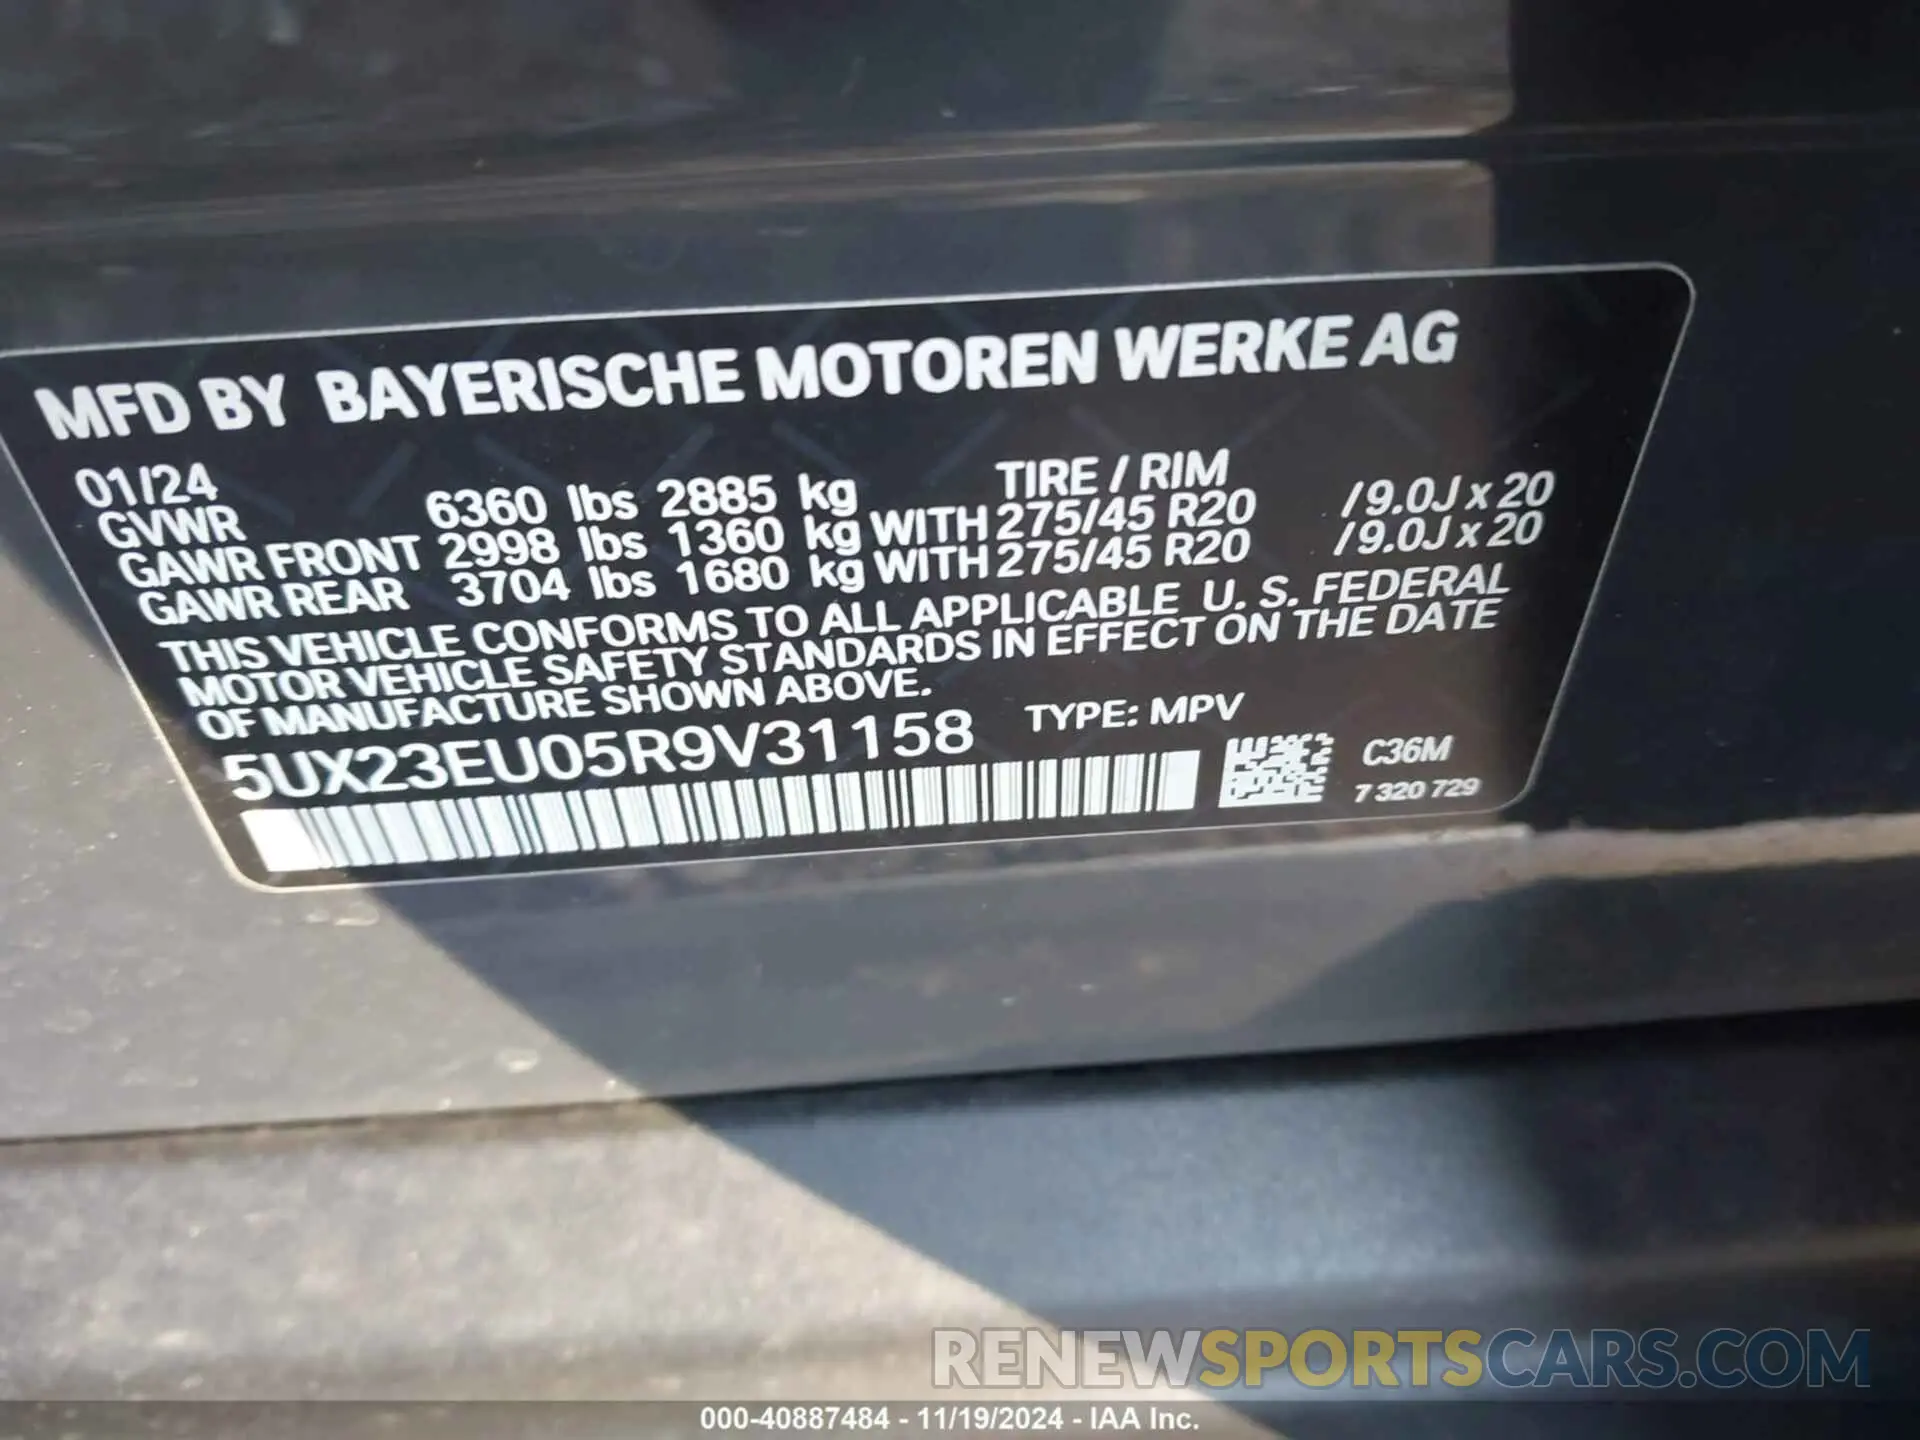 MFD BY BAYERISCHE MOTOREN WERKE AG
01/24 TIRE / RIM
GVWR 6360 lbs 2885 kg
GAWR FRONT 2998 lbs 1360 kg WITH 275/45 R20 /9.0J x 20
GAWR REAR 3704 lbs 1680 kg WITH 275/45 R20 /9.0J x 20
THIS VEHICLE CONFORMS TO ALL APPLICABLE U. S. FEDERAL
MOTOR VEHICLE SAFETY STANDARDS IN EFFECT ON THE DATE
OF MANUFACTURE SHOWN ABOVE.
5UX23EU05R9V31158 TYPE: MPV
C36M
7 320 729
RENEWSPORTSCARS.COM
000-40887484 - 11/19/2024 - IAA Inc.